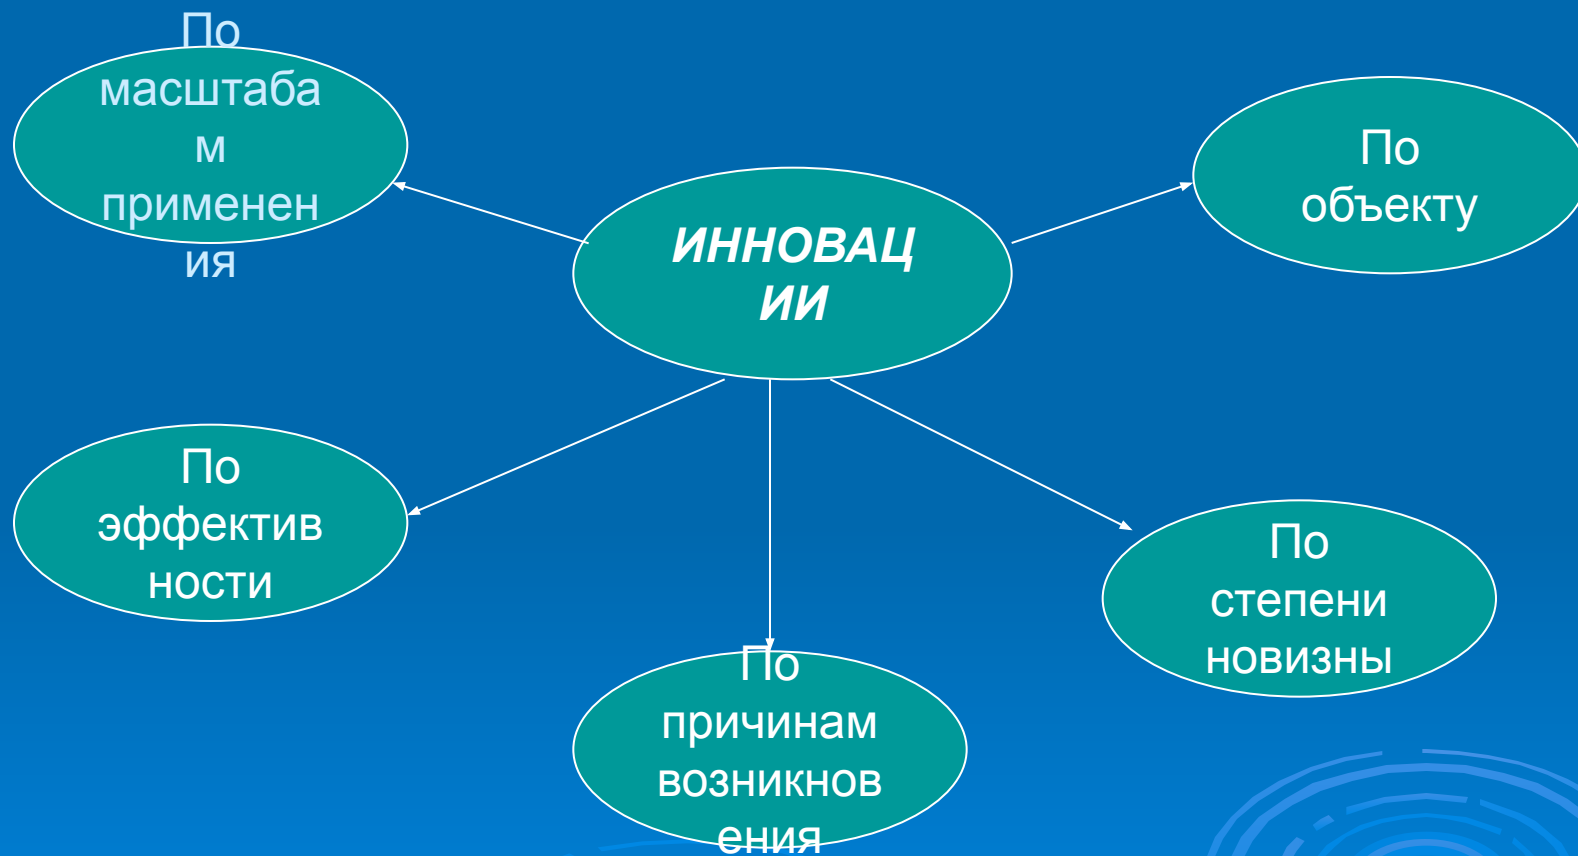 По
масштаба
м
применен
ия
ИННОВАЦ
ИИ
По
объекту
По
эффектив
ности
По
причинам
возникнов
ения
По
степени
новизны